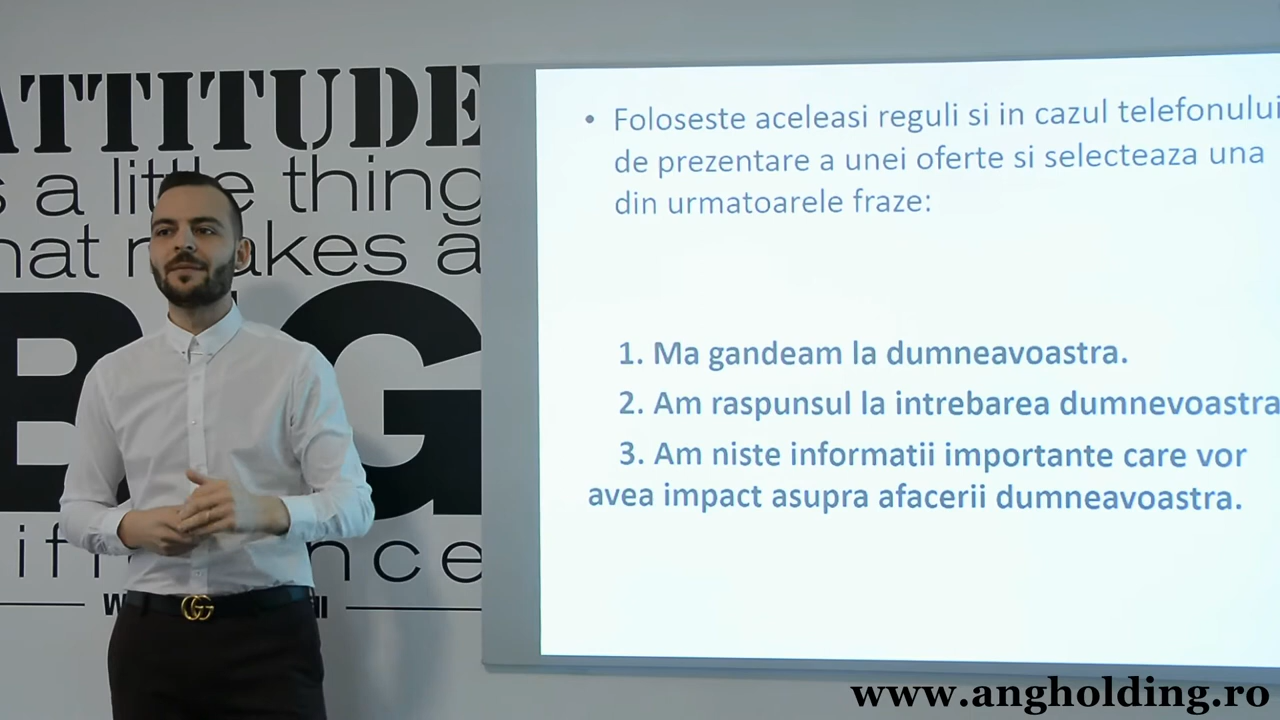 ATTITUDE
s a little thing
hat makes a
BIG
iff nce
W
• Foloseste aceleasi reguli si in cazul telefonului
de prezentare a unei oferte si selecteaza una
din urmatoarele fraze:
1. Ma gandeam la dumneavoastra.
2. Am raspunsul la intrebarea dumnevoastra
3. Am niste informatii importante care vor
avea impact asupra afacerii dumneavoastra.
www.angholding.ro